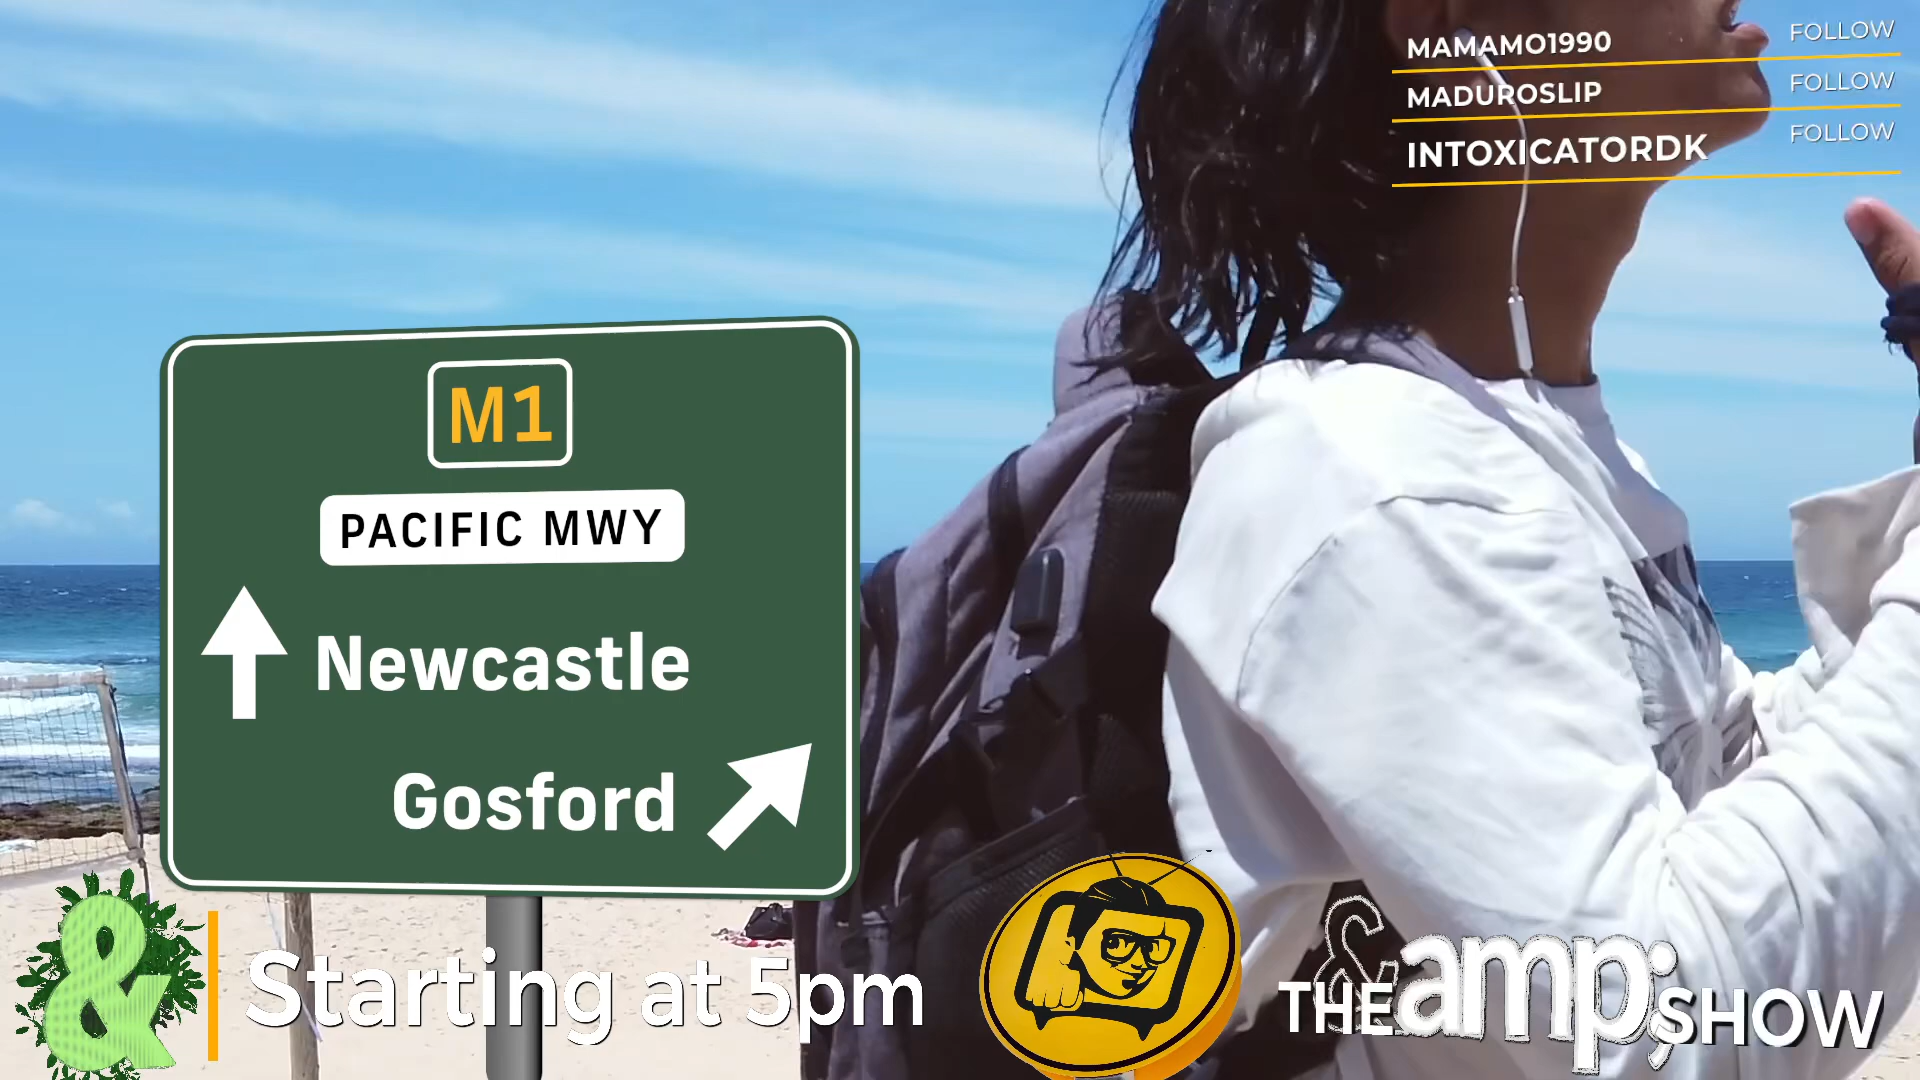 MAMAMO1990 FOLLOW
MADUROSLIP FOLLOW
INTOXICATORDK FOLLOW
M1
PACIFIC MWY
Newcastle
Gosford
&
Starting at 5pm
THE &amp; SHOW